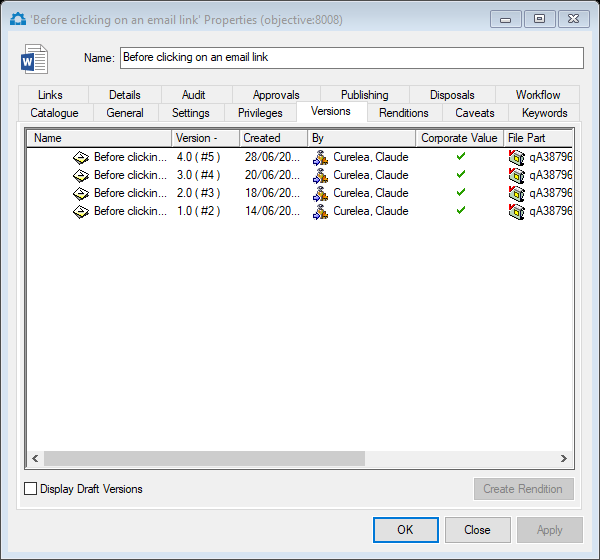 'Before clicking on an email link' Properties (objective:8008)
Name: Before clicking on an email link
Links Details Audit Approvals Publishing Disposals Workflow
Catalogue General Settings Privileges Versions Renditions Caveats Keywords
Name Version - Created By Corporate Value File Part
Before clickin... 4.0 ( #5 ) 28/06/20... Curelea, Claude qA38796
Before clickin... 3.0 ( #4 ) 20/06/20... Curelea, Claude qA38796
Before clickin... 2.0 ( #3 ) 18/06/20... Curelea, Claude qA38796
Before clickin... 1.0 ( #2 ) 14/06/20... Curelea, Claude qA38796
Display Draft Versions Create Rendition
OK Close Apply